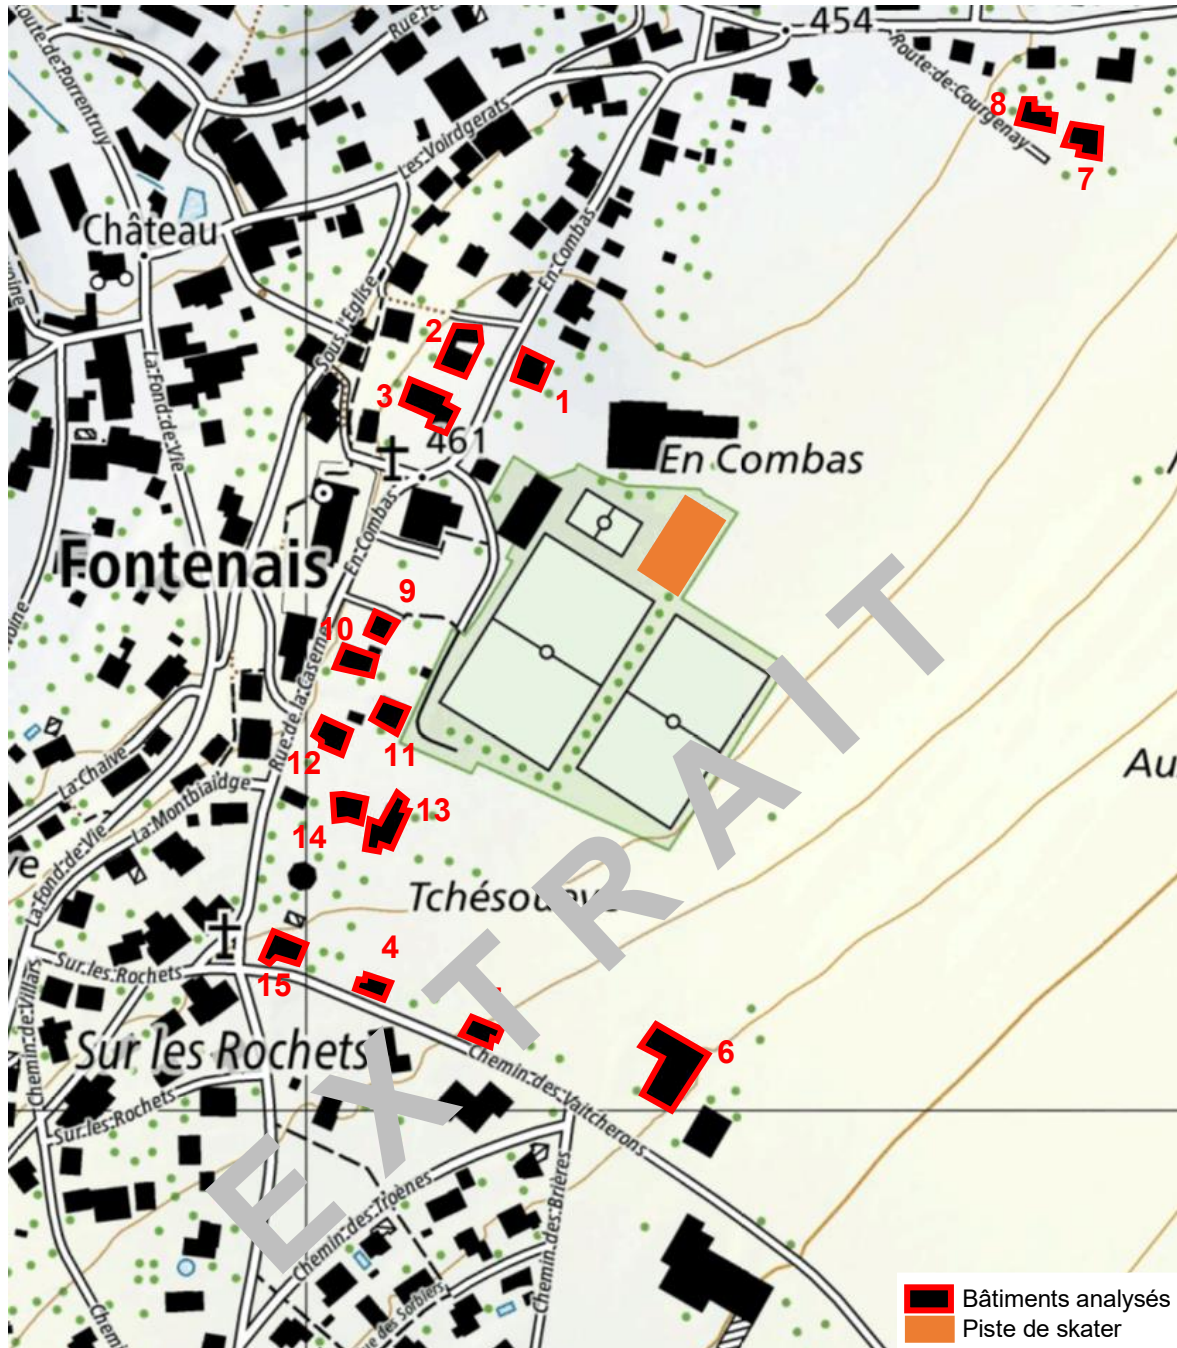 Route de Porrentruy
Rue
454
Route de Courgenay
8
7
Les Voirdgerats
Château
En Combas
Sous l'Eglise
2
1
3
La Fond de Vie
461
En Combas
En Combas
Fontenais
9
10
Rue de la Caserne
11
12
La Chaive
La Montbiaidge
13
14
La Fond de Vie
4
15
Sur les Rochets
Chemin de Villars
Sur les Rochets
6
Chemin des Vaitcherons
Sur les Rochets
Chemin des Troènes
Chemin des Brières
des Sorbiers
EXTRAIT
Bâtiments analysés
Piste de skater